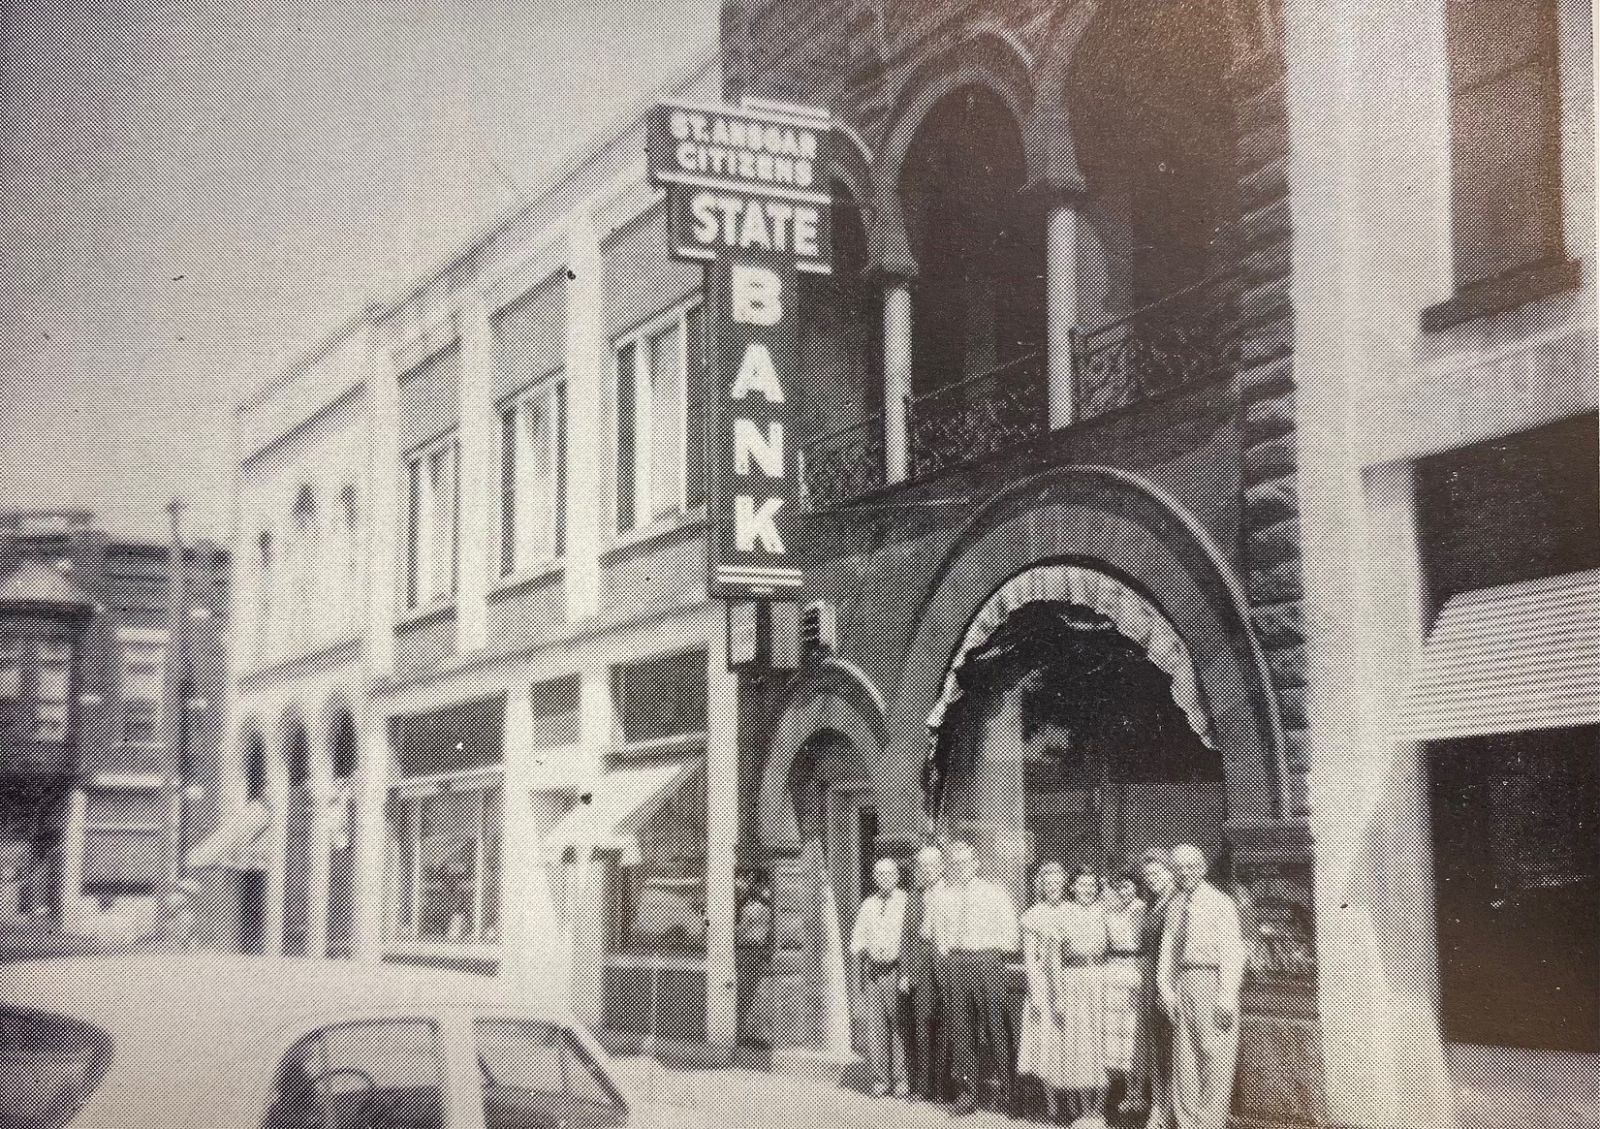 ST. ANSGAR
CITIZENS
STATE
BANK